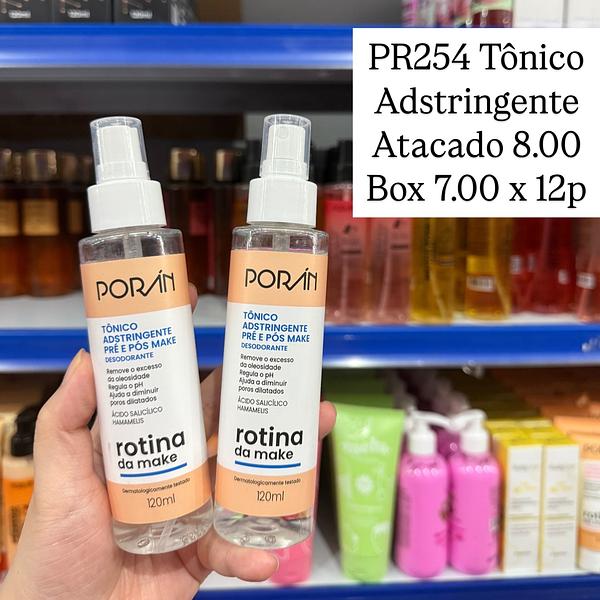 PR254 Tônico
Adstringente
Atacado 8.00
Box 7.00 x 12p
PORÁN
TÔNICO
ADSTRINGENTE
PRÉ E PÓS MAKE
DESODORANTE
Remove o excesso
da oleosidade
Regula o pH
Ajuda a diminuir
poros dilatados
ÁCIDO SALICÍLICO
HAMAMELIS
rotina
da make
Dermatologicamente testado
120ml
PORÁN
TÔNICO
ADSTRINGENTE
PRÉ E PÓS MAKE
DESODORANTE
Remove o excesso
da oleosidade
Regula o pH
Ajuda a diminuir
poros dilatados
ÁCIDO SALICÍLICO
HAMAMELIS
rotina
da make
Dermatologicamente testado
120ml